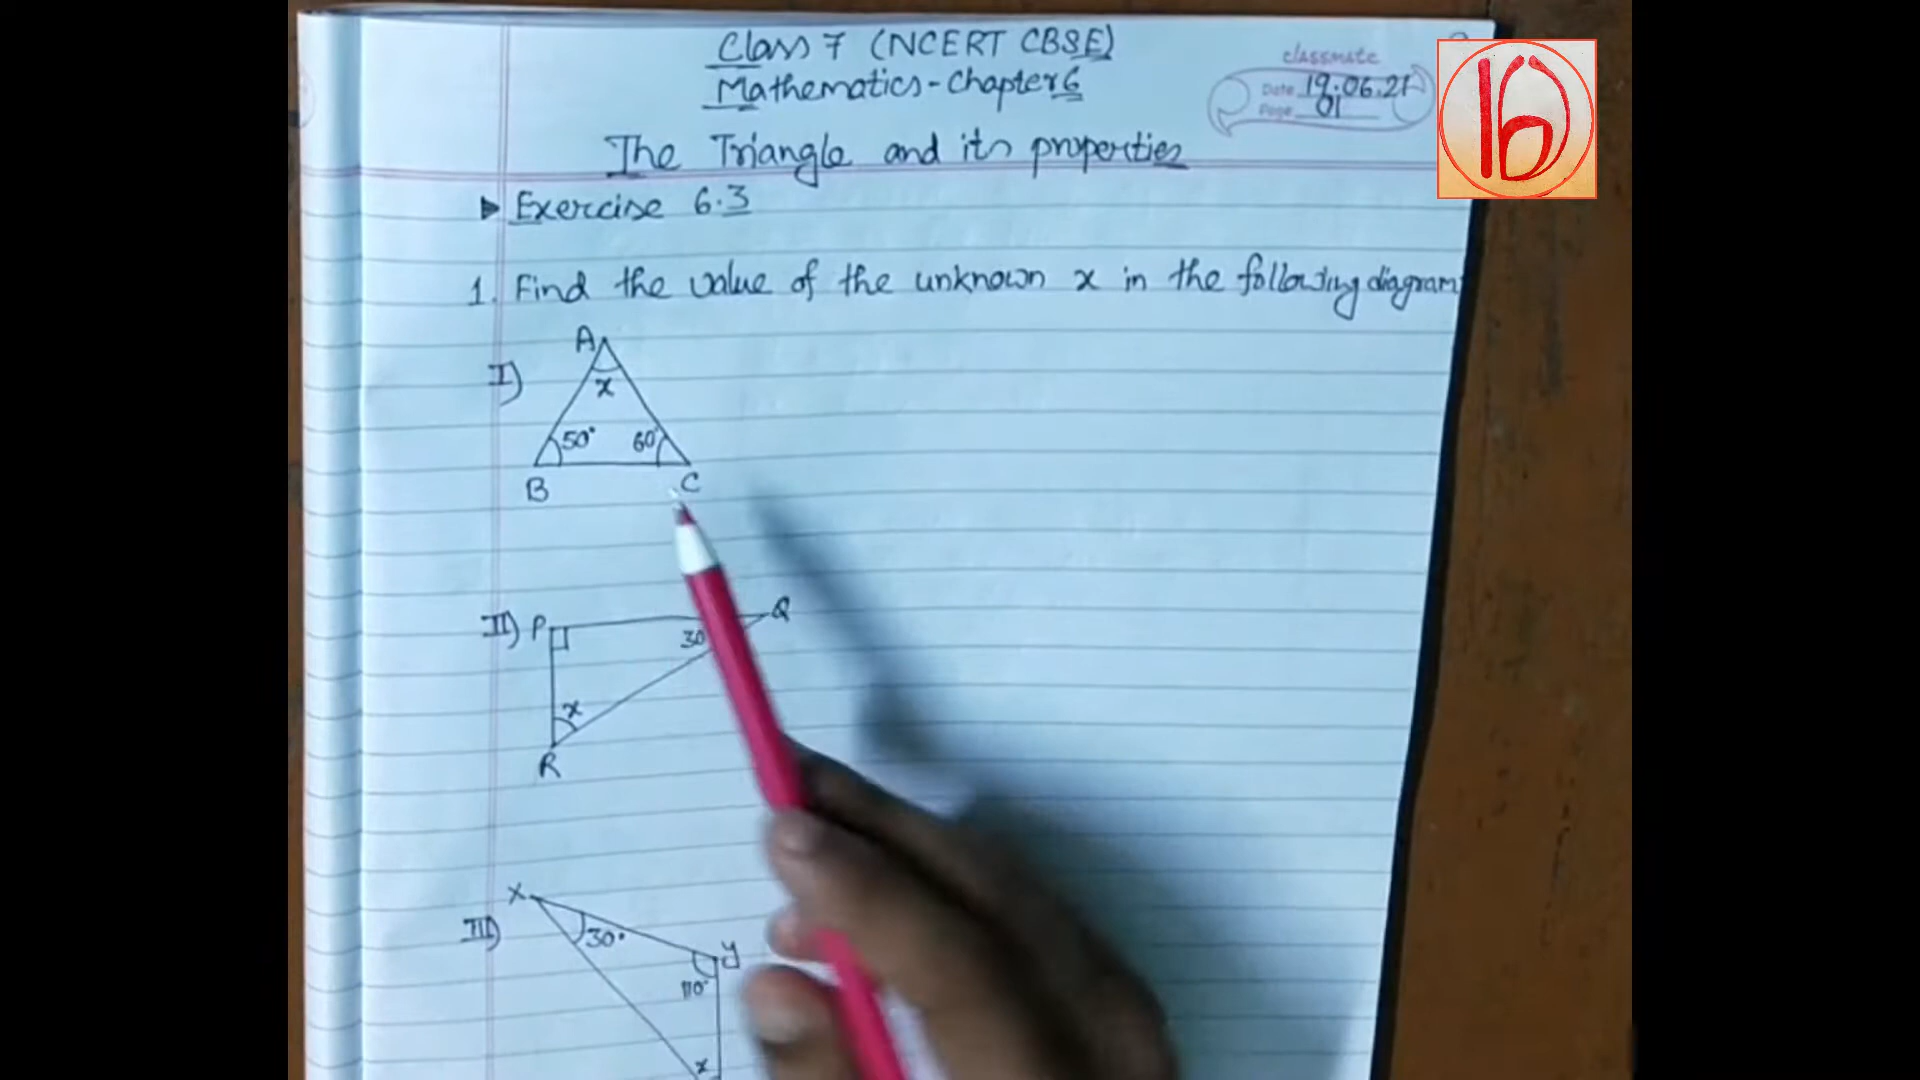 Class 7 (NCERT CBSE)
Mathematics - Chapter 6
classmate
Date 19.06.21
Page 01
The Triangle and its properties
Exercise 6.3
1. Find the value of the unknown x in the following diagram
A
I)
x
50° 60°
B C
II) P Q
30
x
R
X
III)
30°
y
110°
x